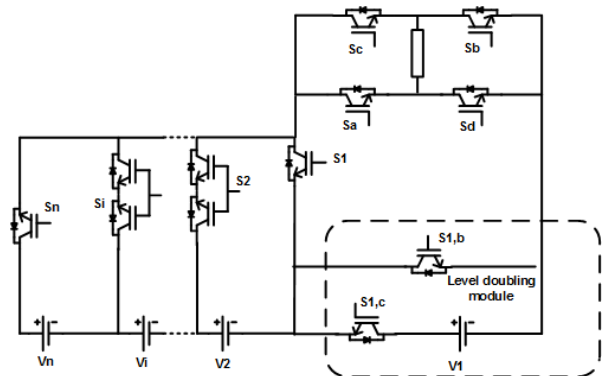 Sc
Sb
Sa
Sd
S1
S2
Si
Sn
S1,b
Level doubling
module
S1,c
+ -
+ -
+ -
+ -
Vn
Vi
V2
V1